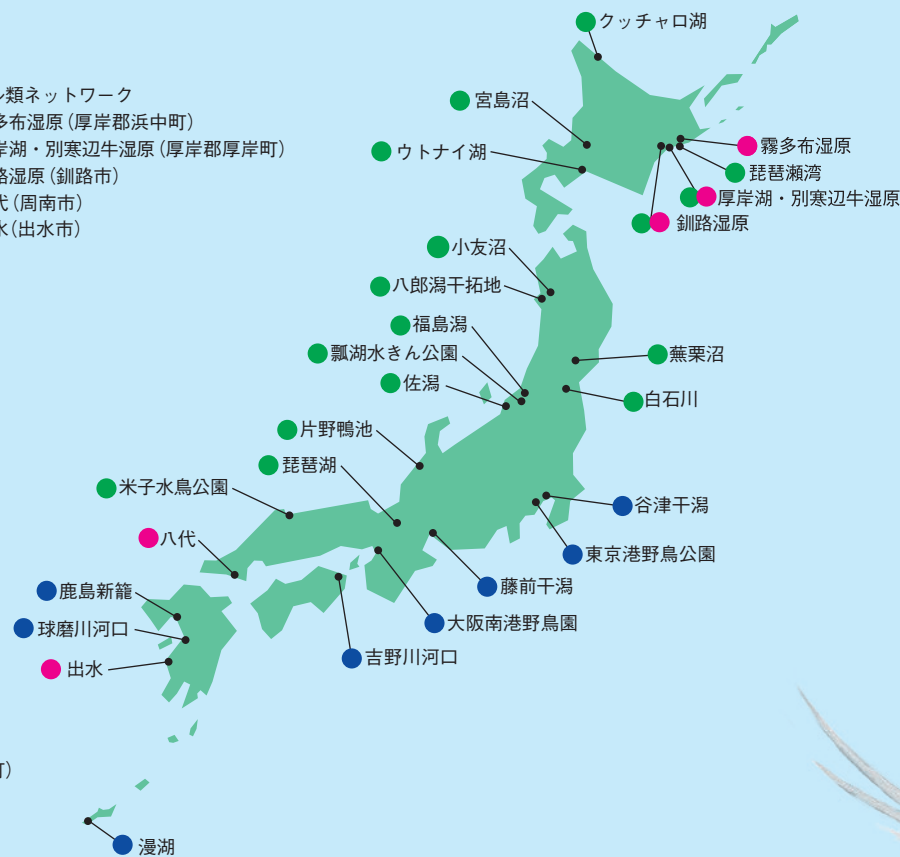 類ネットワーク
多布湿原（厚岸郡浜中町）
岸湖・別寒辺牛湿原（厚岸郡厚岸町）
路湿原（釧路市）
代（周南市）
水（出水市）
クッチャロ湖
宮島沼
ウトナイ湖
霧多布湿原
琵琶瀬湾
厚岸湖・別寒辺牛湿原
釧路湿原
小友沼
八郎潟干拓地
福島潟
瓢湖水きん公園
佐潟
蕪栗沼
白石川
片野鴨池
琵琶湖
米子水鳥公園
八代
谷津干潟
東京港野鳥公園
藤前干潟
大阪南港野鳥園
吉野川河口
鹿島新籠
球磨川河口
出水
町）
漫湖